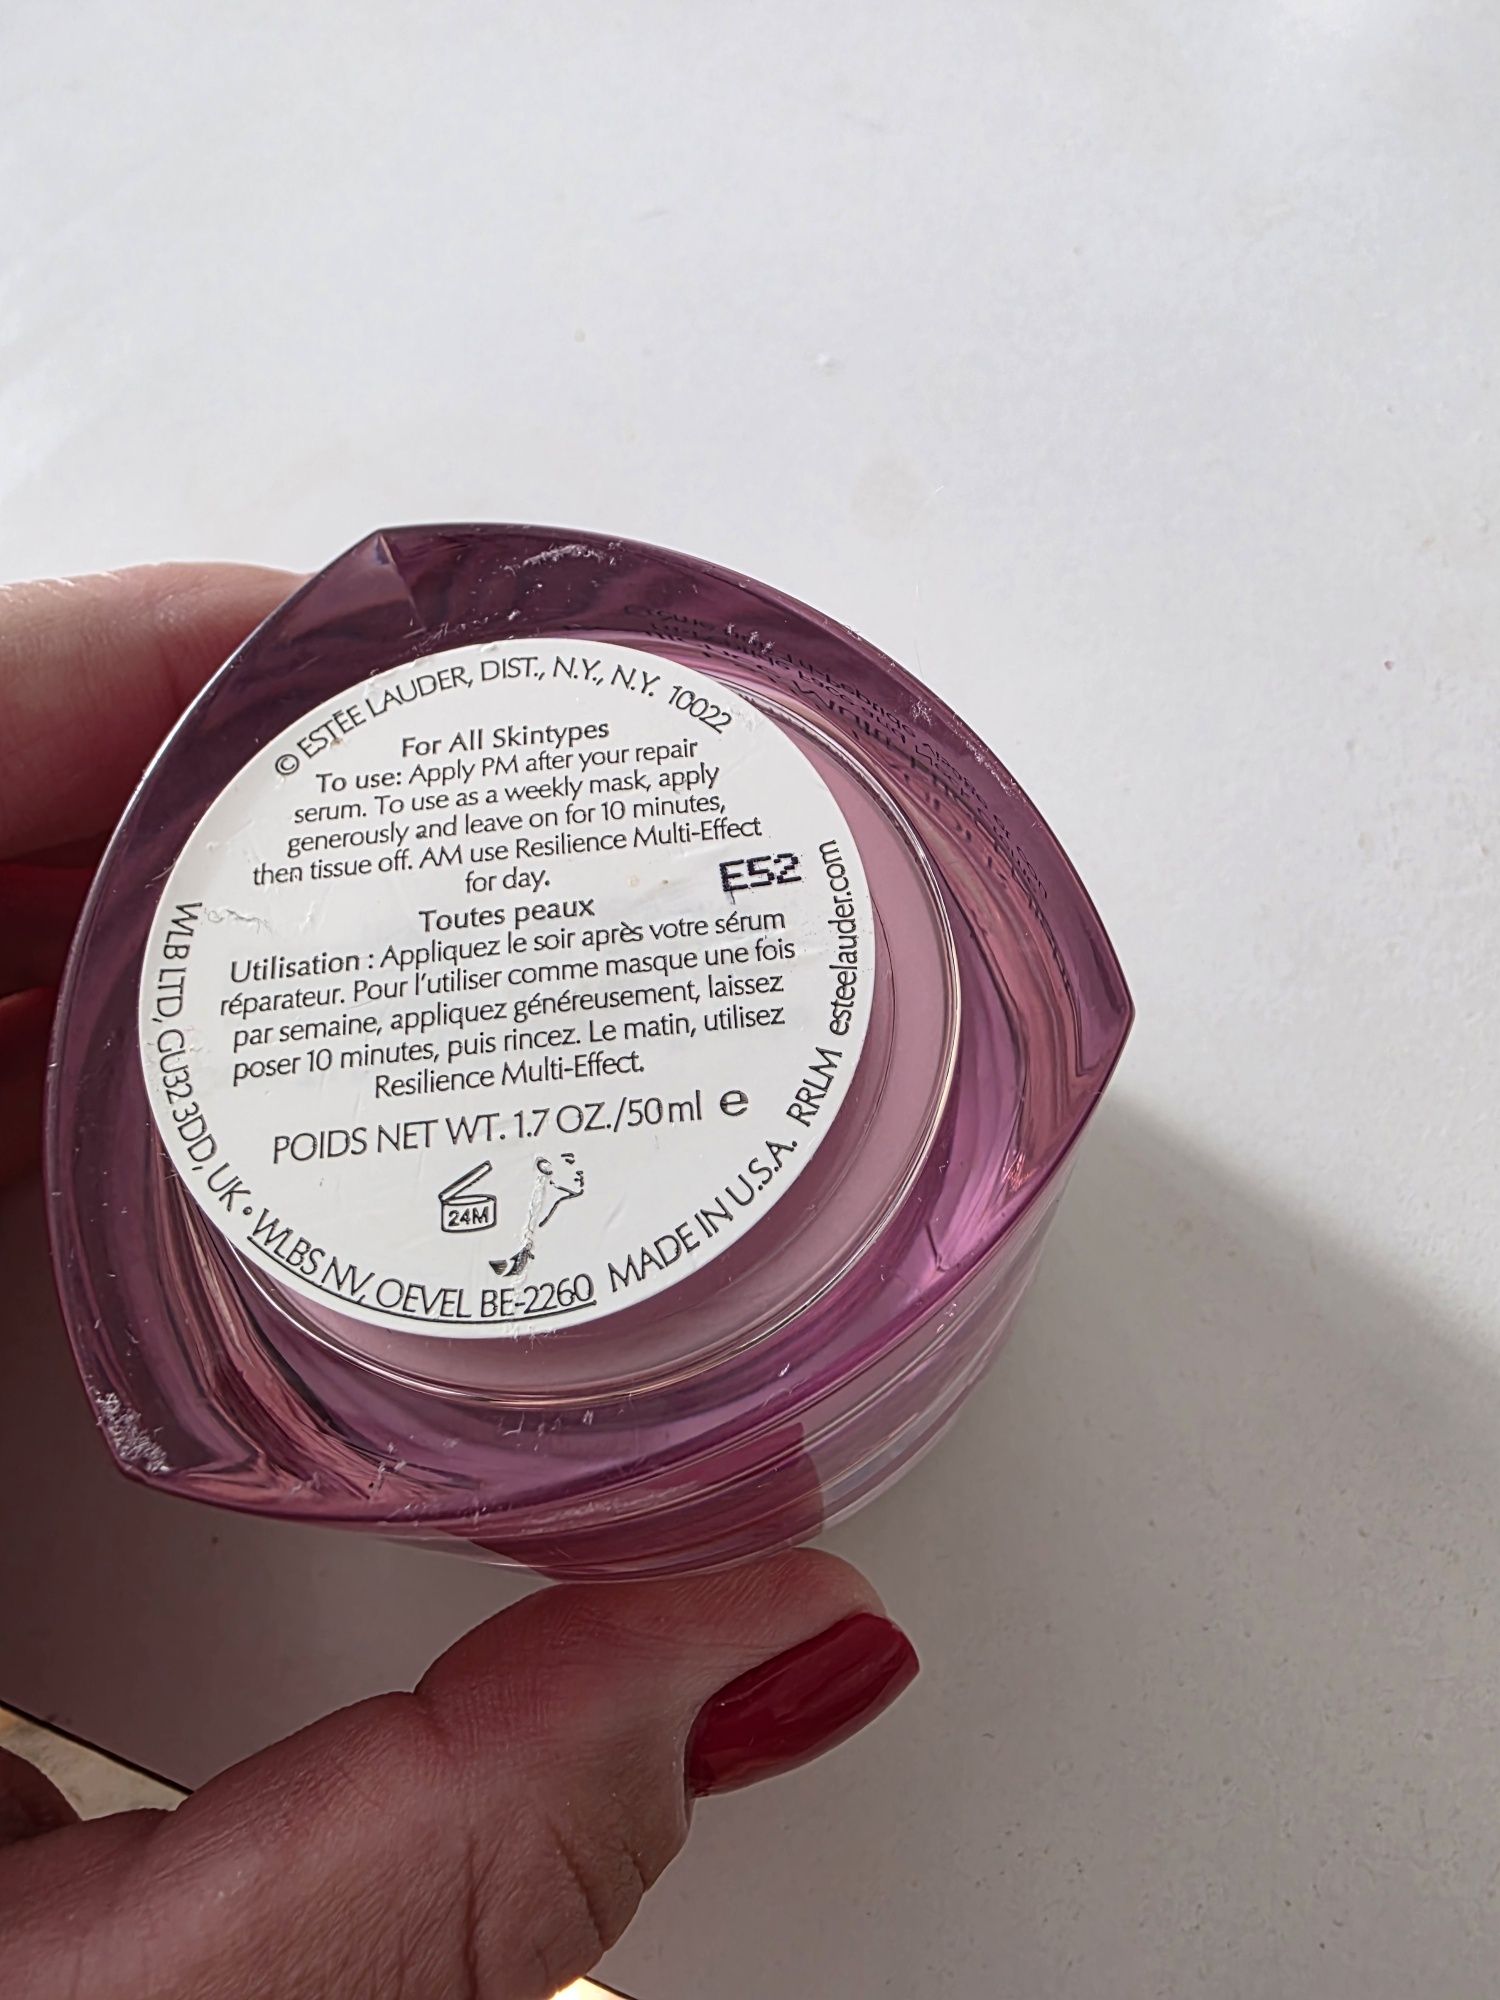 © ESTĒE LAUDER, DIST., N.Y., N.Y. 10022
For All Skintypes
To use: Apply PM after your repair
serum. To use as a weekly mask, apply
generously and leave on for 10 minutes,
then tissue off. AM use Resilience Multi-Effect
for day.
E52
Toutes peaux
Utilisation : Appliquez le soir après votre sérum
réparateur. Pour l'utiliser comme masque une fois
par semaine, appliquez généreusement, laissez
poser 10 minutes, puis rincez. Le matin, utilisez
Resilience Multi-Effect.
POIDS NET WT. 1.7 OZ./50 ml e
24M
WLB LTD, GU32 3DD, UK • WLBS NV, OEVEL BE-2260 MADE IN U.S.A. RRLM esteelauder.com